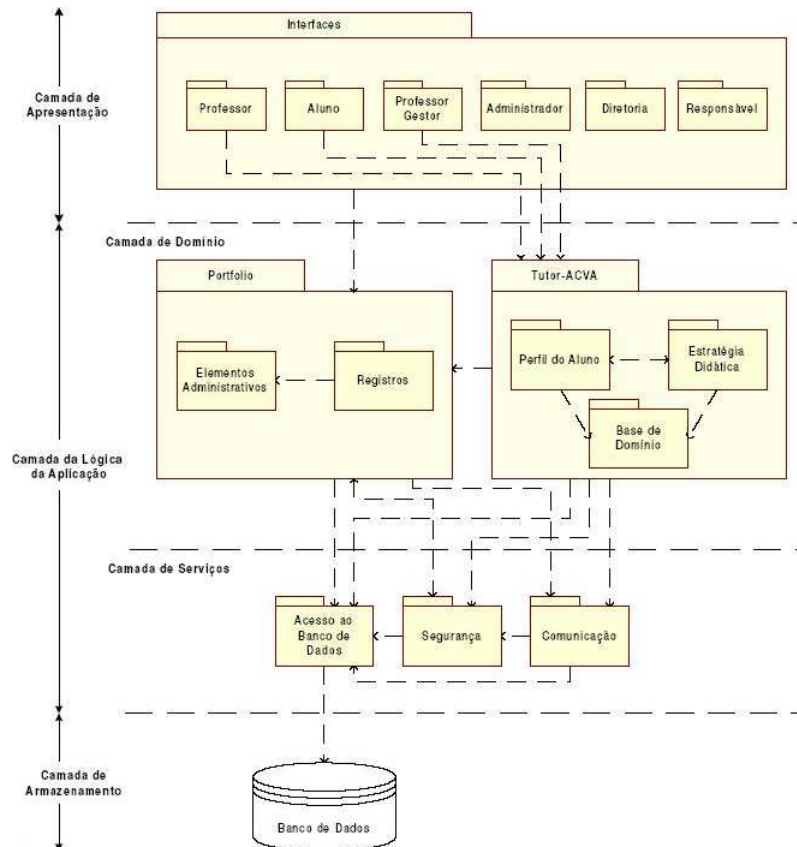 Interfaces
Camada de
Apresentação
Professor
Aluno
Professor
Gestor
Administrador
Diretoria
Responsàvel
Camada de Domínio
Portfolio
Tutor-ACVA
Elementos
Administrativos
Registros
Perfil do Aluno
Estratégia
Didàtica
Base de
Domínio
Camada da Lógica
da Aplicação
Camada de Serviços
Acesso ao
Banco de
Dados
Segurança
Comunicação
Camada de
Armazenamento
Banco de Dados